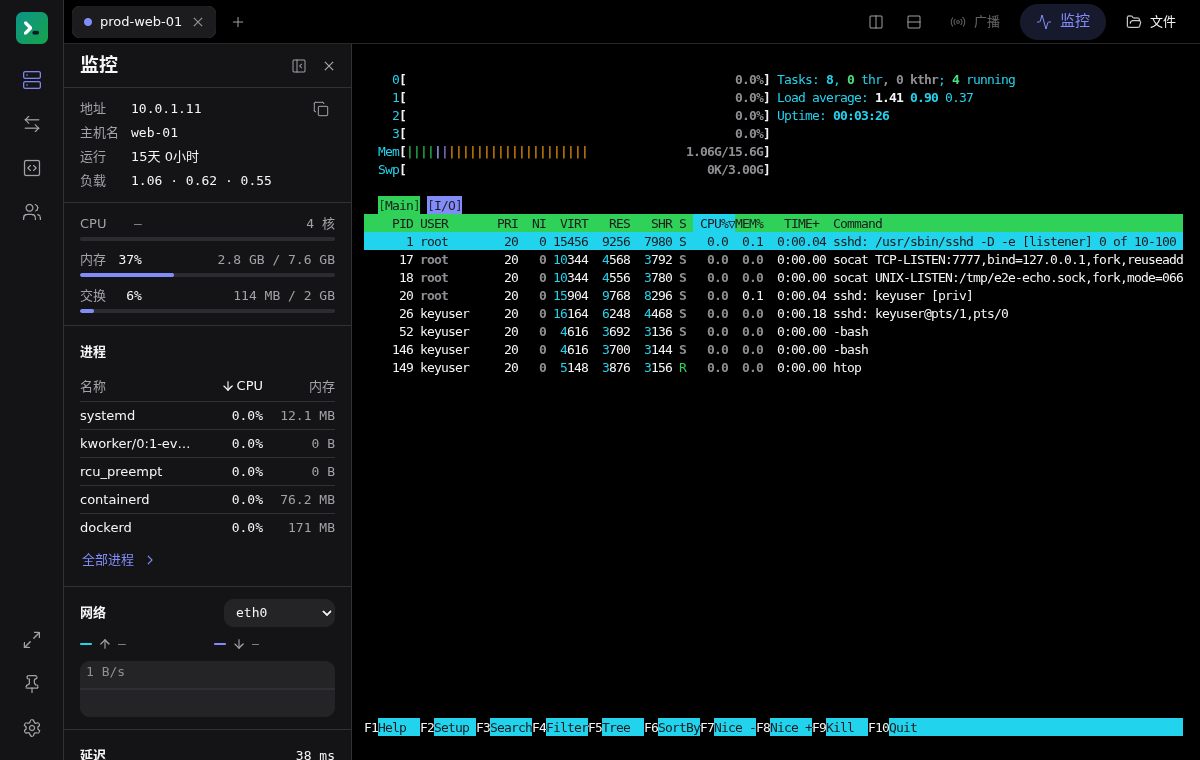 prod-web-01
广播
监控
文件
监控
地址 10.0.1.11
主机名 web-01
运行 15天 0小时
负载 1.06 · 0.62 · 0.55
CPU — 4 核
内存 37% 2.8 GB / 7.6 GB
交换 6% 114 MB / 2 GB
进程
名称 ↓ CPU 内存
systemd 0.0% 12.1 MB
kworker/0:1-ev… 0.0% 0 B
rcu_preempt 0.0% 0 B
containerd 0.0% 76.2 MB
dockerd 0.0% 171 MB
全部进程
网络 eth0
↑ — ↓ —
1 B/s
延迟 38 ms
0[ 0.0%] Tasks: 8, 0 thr, 0 kthr; 4 running
1[ 0.0%] Load average: 1.41 0.90 0.37
2[ 0.0%] Uptime: 00:03:26
3[ 0.0%]
Mem[||||||||||||||||||||||||||1.06G/15.6G]
Swp[ 0K/3.00G]
[Main] [I/O]
PID USER PRI NI VIRT RES SHR S CPU%▽MEM% TIME+ Command
1 root 20 0 15456 9256 7980 S 0.0 0.1 0:00.04 sshd: /usr/sbin/sshd -D -e [listener] 0 of 10-100
17 root 20 0 10344 4568 3792 S 0.0 0.0 0:00.00 socat TCP-LISTEN:7777,bind=127.0.0.1,fork,reuseadd
18 root 20 0 10344 4556 3780 S 0.0 0.0 0:00.00 socat UNIX-LISTEN:/tmp/e2e-echo.sock,fork,mode=066
20 root 20 0 15904 9768 8296 S 0.0 0.1 0:00.04 sshd: keyuser [priv]
26 keyuser 20 0 16164 6248 4468 S 0.0 0.0 0:00.18 sshd: keyuser@pts/1,pts/0
52 keyuser 20 0 4616 3692 3136 S 0.0 0.0 0:00.00 -bash
146 keyuser 20 0 4616 3700 3144 S 0.0 0.0 0:00.00 -bash
149 keyuser 20 0 5148 3876 3156 R 0.0 0.0 0:00.00 htop
F1Help F2Setup F3SearchF4FilterF5Tree F6SortByF7Nice -F8Nice +F9Kill F10Quit